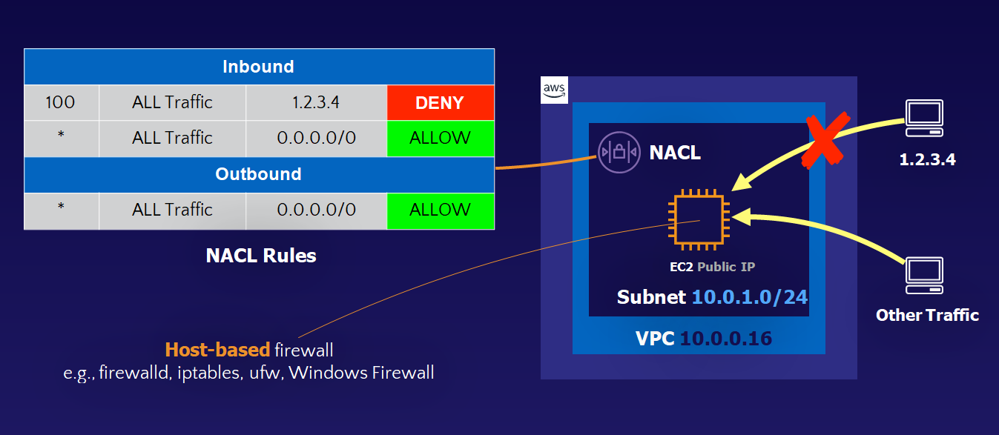 Inbound
100 ALL Traffic 1.2.3.4 DENY
* ALL Traffic 0.0.0.0/0 ALLOW
Outbound
* ALL Traffic 0.0.0.0/0 ALLOW
NACL Rules
Host-based firewall
e.g., firewalld, iptables, ufw, Windows Firewall
aws
NACL
EC2 Public IP
Subnet 10.0.1.0/24
VPC 10.0.0.16
1.2.3.4
Other Traffic